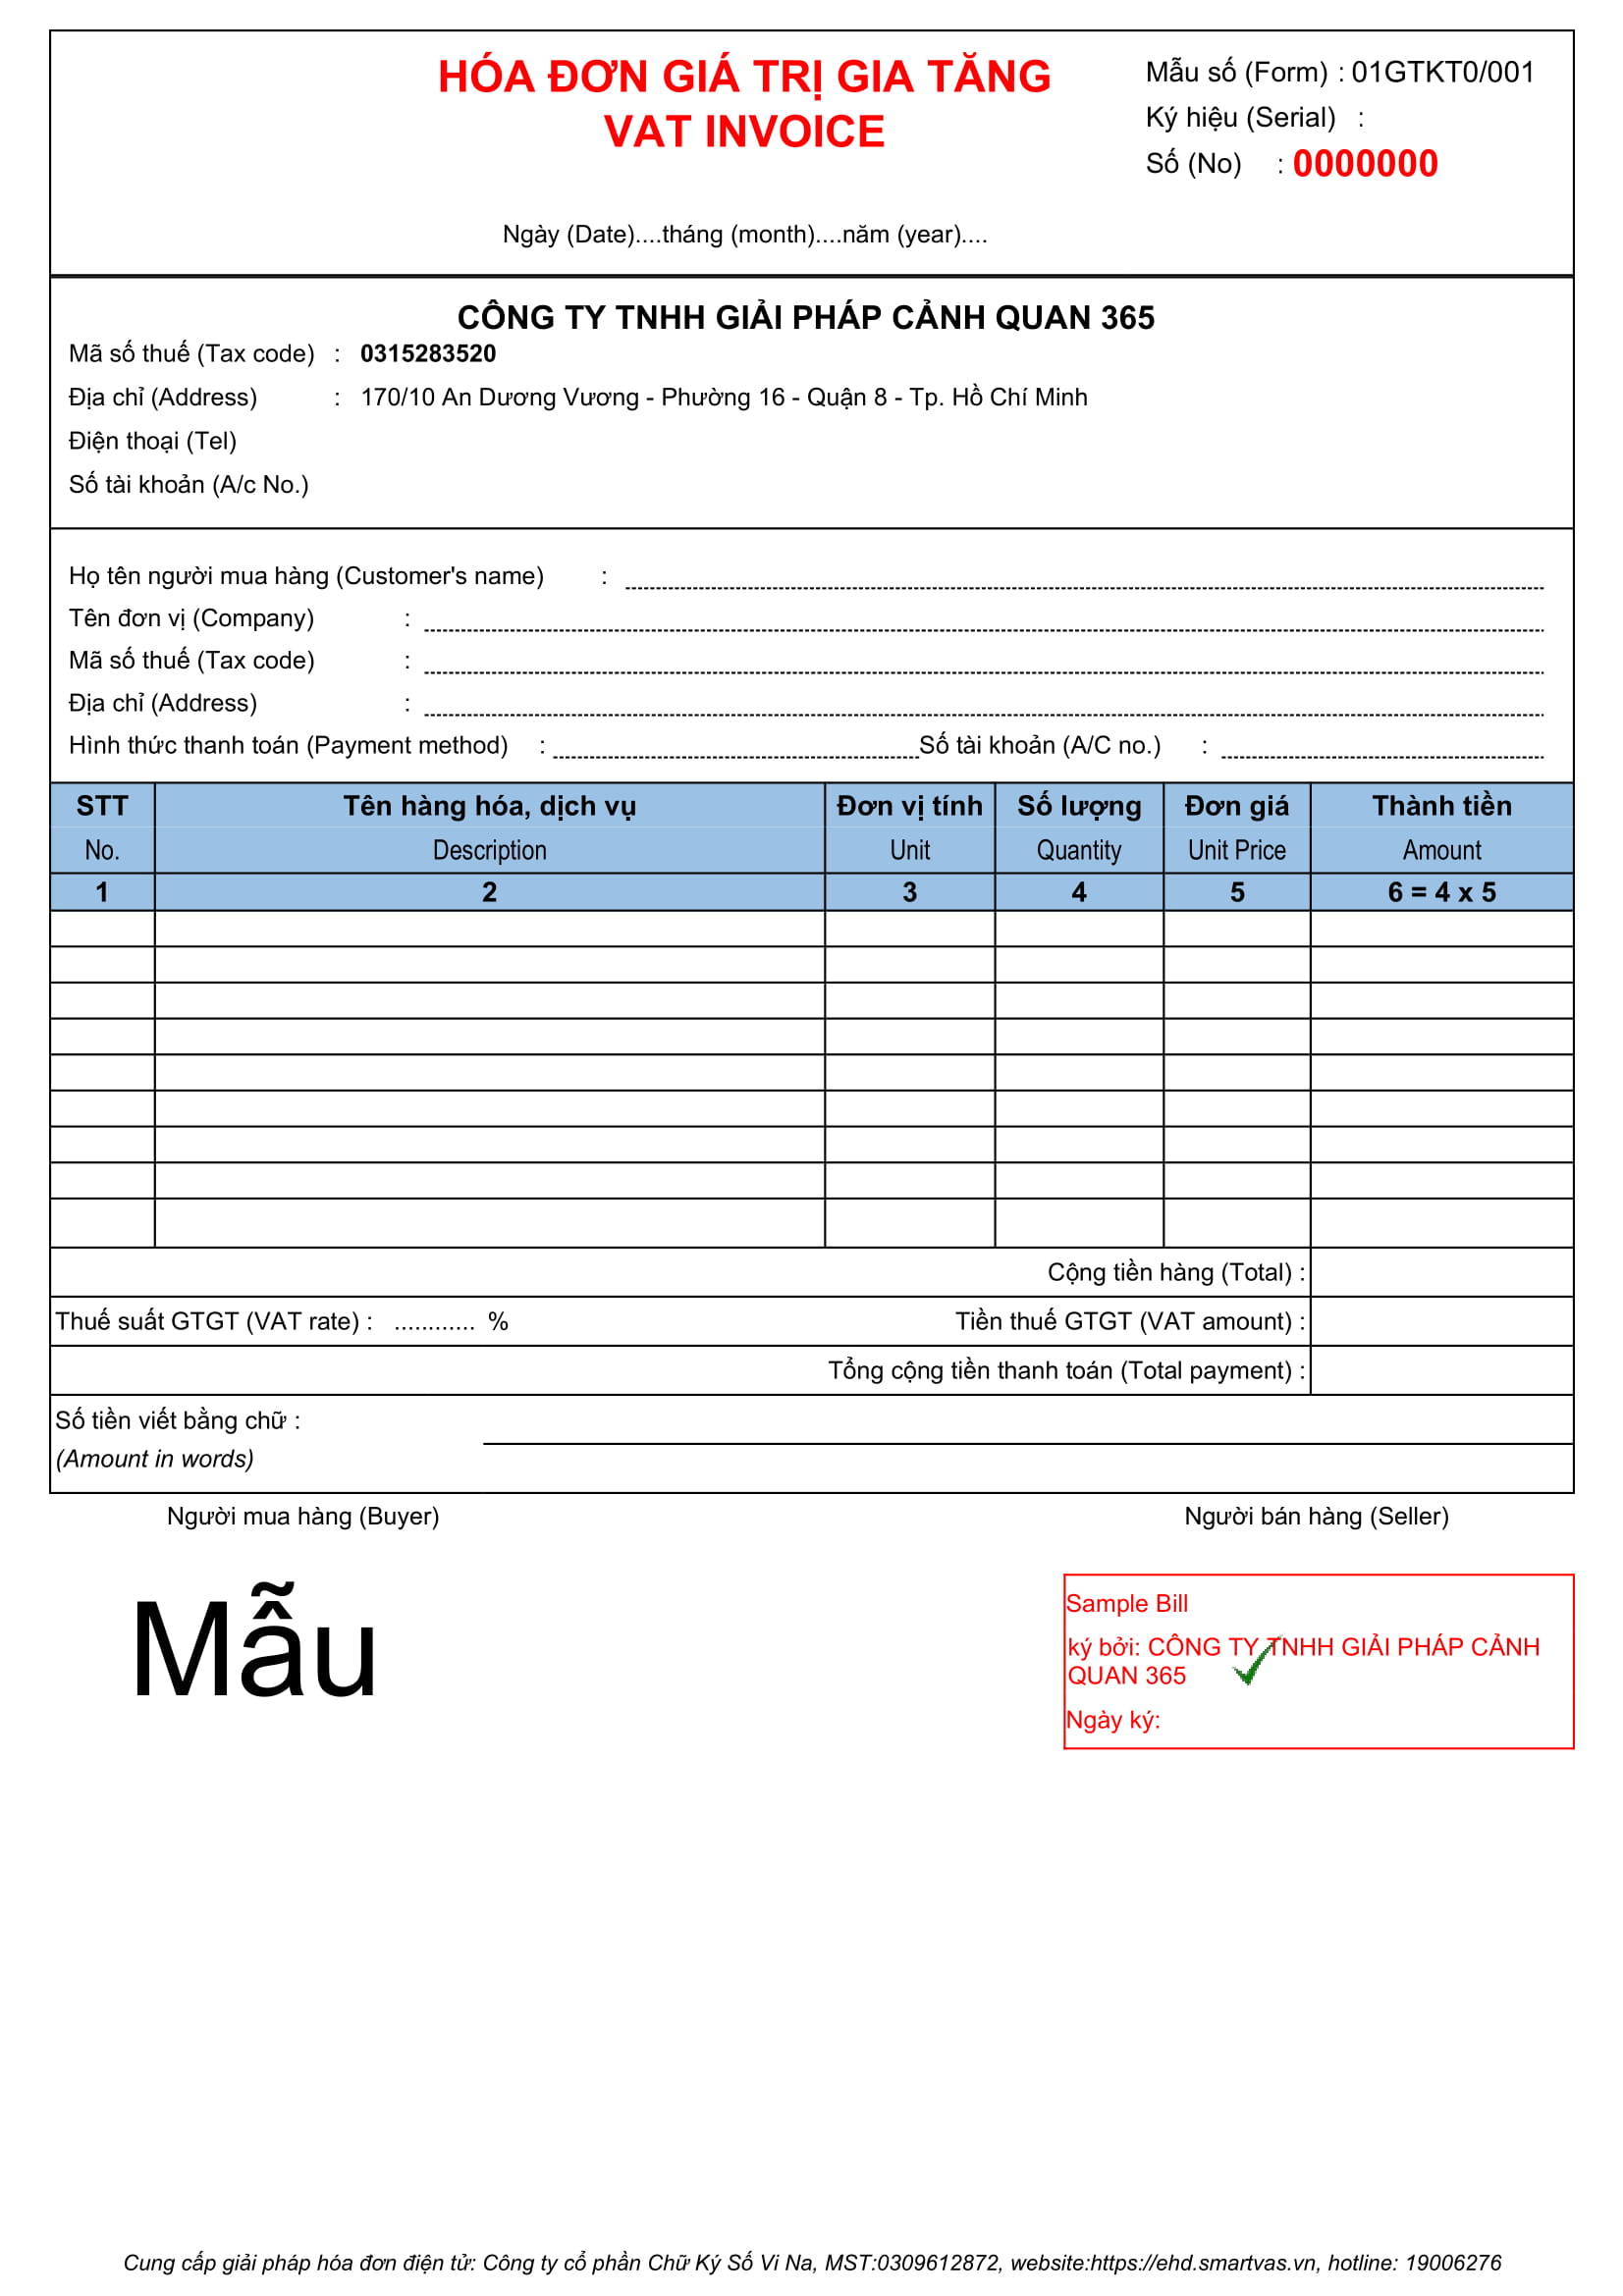 HÓA ĐƠN GIÁ TRỊ GIA TĂNG
VAT INVOICE
Mẫu số (Form) : 01GTKT0/001
Ký hiệu (Serial) :
Số (No) : 0000000
Ngày (Date)....tháng (month)....năm (year)....
CÔNG TY TNHH GIẢI PHÁP CẢNH QUAN 365
Mã số thuế (Tax code) : 0315283520
Địa chỉ (Address) : 170/10 An Dương Vương - Phường 16 - Quận 8 - Tp. Hồ Chí Minh
Điện thoại (Tel)
Số tài khoản (A/c No.)
Họ tên người mua hàng (Customer's name) :
Tên đơn vị (Company) :
Mã số thuế (Tax code) :
Địa chỉ (Address) :
Hình thức thanh toán (Payment method) : Số tài khoản (A/C no.) :
STT Tên hàng hóa, dịch vụ Đơn vị tính Số lượng Đơn giá Thành tiền
No. Description Unit Quantity Unit Price Amount
1 2 3 4 5 6 = 4 x 5
Cộng tiền hàng (Total) :
Thuế suất GTGT (VAT rate) : ............ % Tiền thuế GTGT (VAT amount) :
Tổng cộng tiền thanh toán (Total payment) :
Số tiền viết bằng chữ :
(Amount in words)
Người mua hàng (Buyer) Người bán hàng (Seller)
Mẫu
Sample Bill
ký bởi: CÔNG TY TNHH GIẢI PHÁP CẢNH
QUAN 365
Ngày ký:
Cung cấp giải pháp hóa đơn điện tử: Công ty cổ phần Chữ Ký Số Vi Na, MST:0309612872, website:https://ehd.smartvas.vn, hotline: 19006276